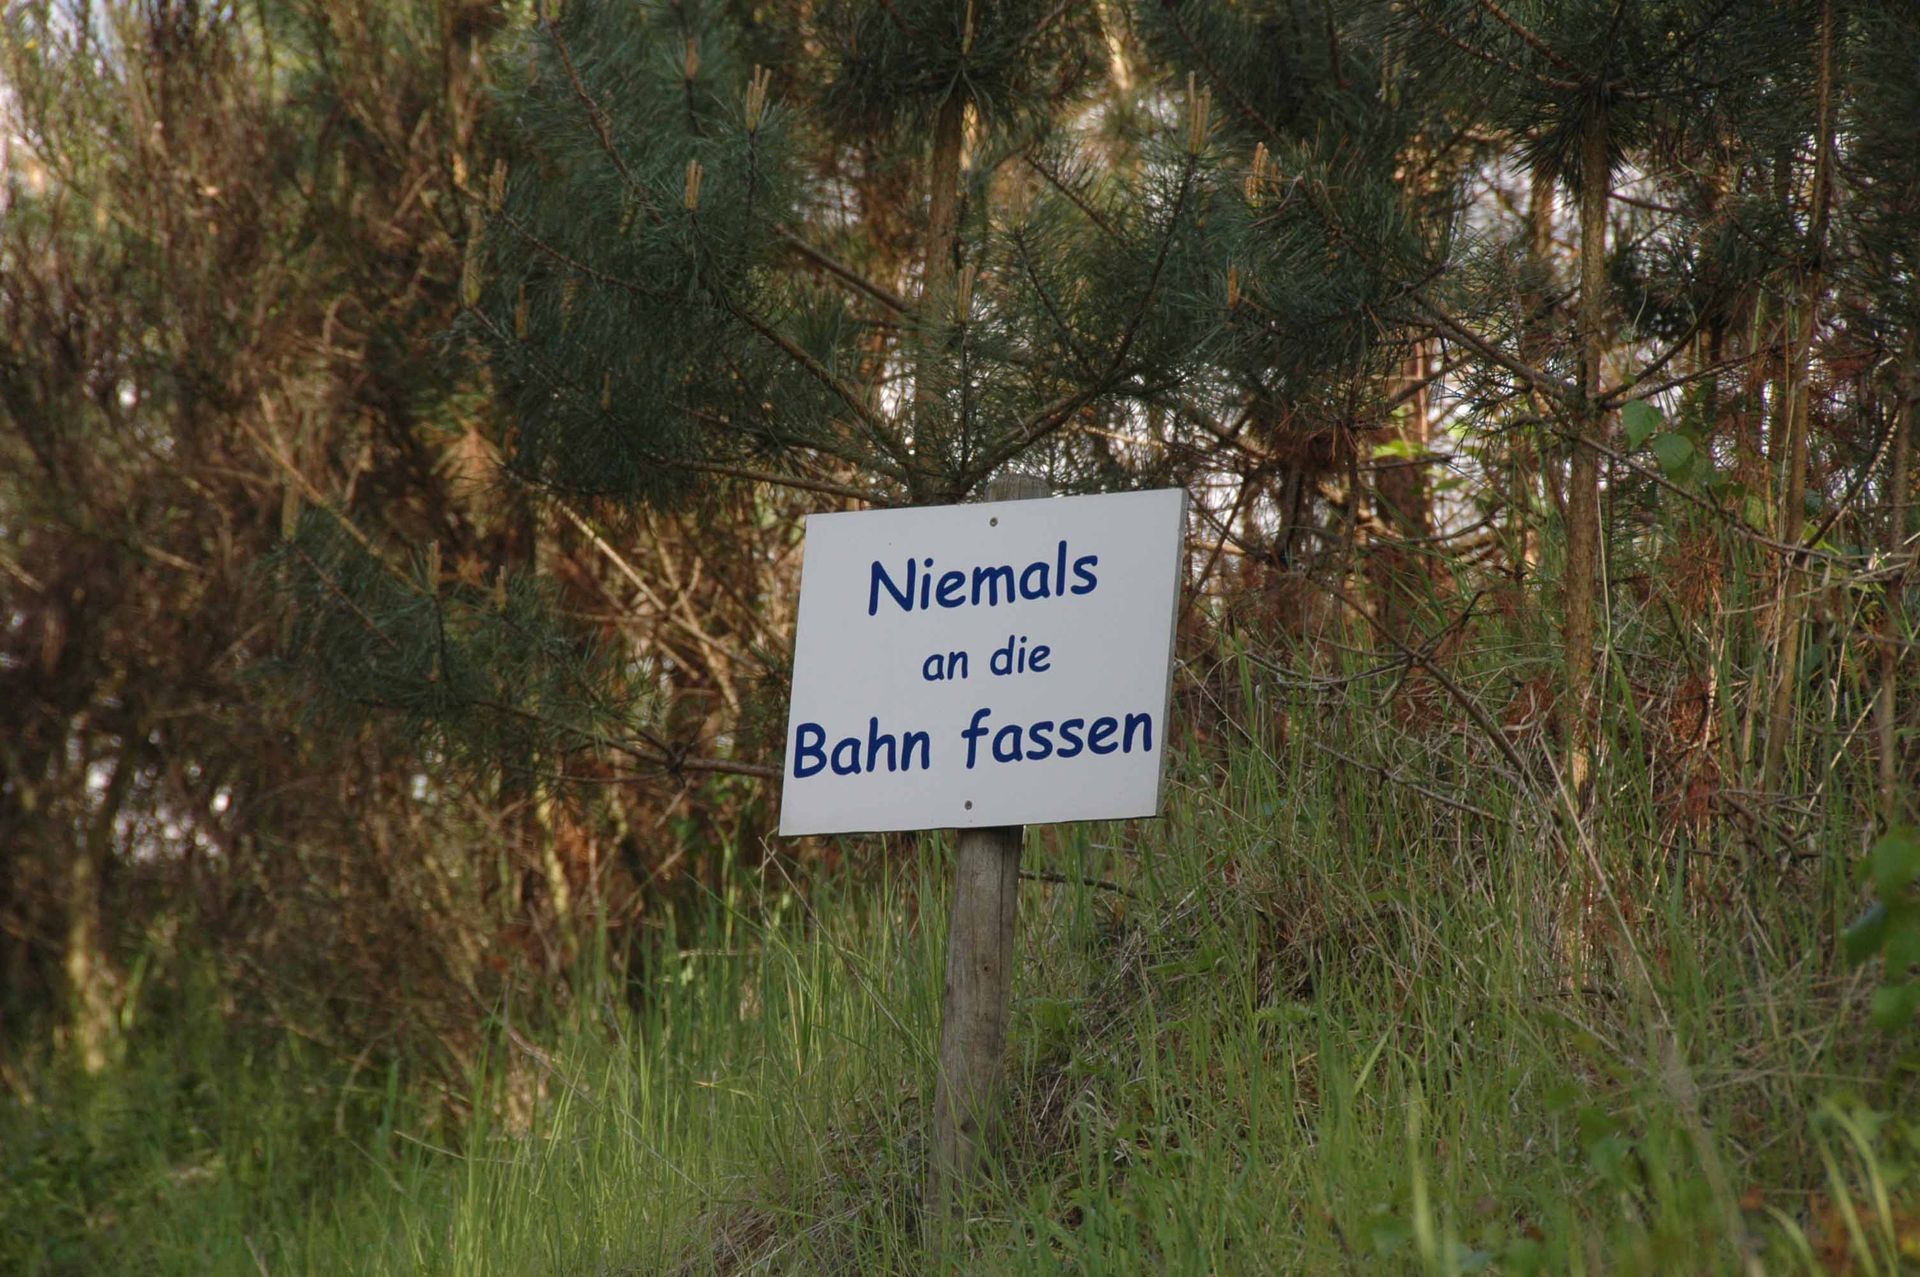 Niemals
an die
Bahn fassen